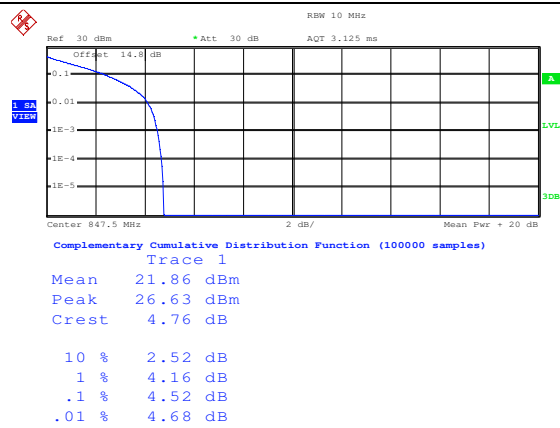 RBW 10 MHz
Ref 30 dBm * Att 30 dB AQT 3.125 ms
Offset 14.8 dB
0.1
A
0.01
1 SA
VIEW
LVL
1E-3
1E-4
1E-5
3DB
Center 847.5 MHz 2 dB/ Mean Pwr + 20 dB
Complementary Cumulative Distribution Function (100000 samples)
Trace 1
Mean 21.86 dBm
Peak 26.63 dBm
Crest 4.76 dB
10 % 2.52 dB
1 % 4.16 dB
.1 % 4.52 dB
.01 % 4.68 dB